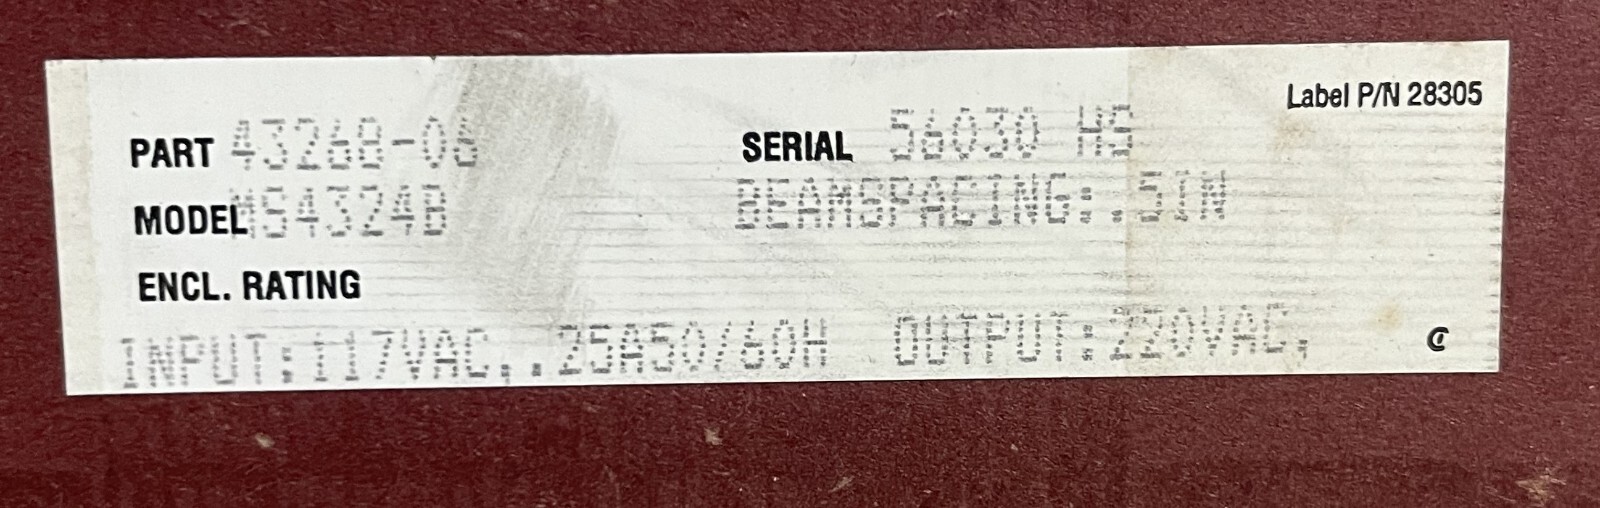 Label P/N 28305
PART 43268-06 SERIAL 56030 HS
MODEL MS4324B BEAMSPACING:.5IN
ENCL. RATING
INPUT:117VAC,.25A50/60H OUTPUT:220VAC,